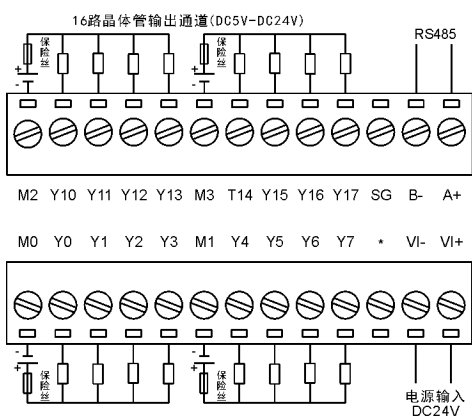 16路晶体管输出通道(DC5V-DC24V)
RS485
保险丝
保险丝
+
-
+
-
M2 Y10 Y11 Y12 Y13 M3 T14 Y15 Y16 Y17 SG B- A+
M0 Y0 Y1 Y2 Y3 M1 Y4 Y5 Y6 Y7 * VI- VI+
-
+
-
+
保险丝
保险丝
电源输入
DC24V